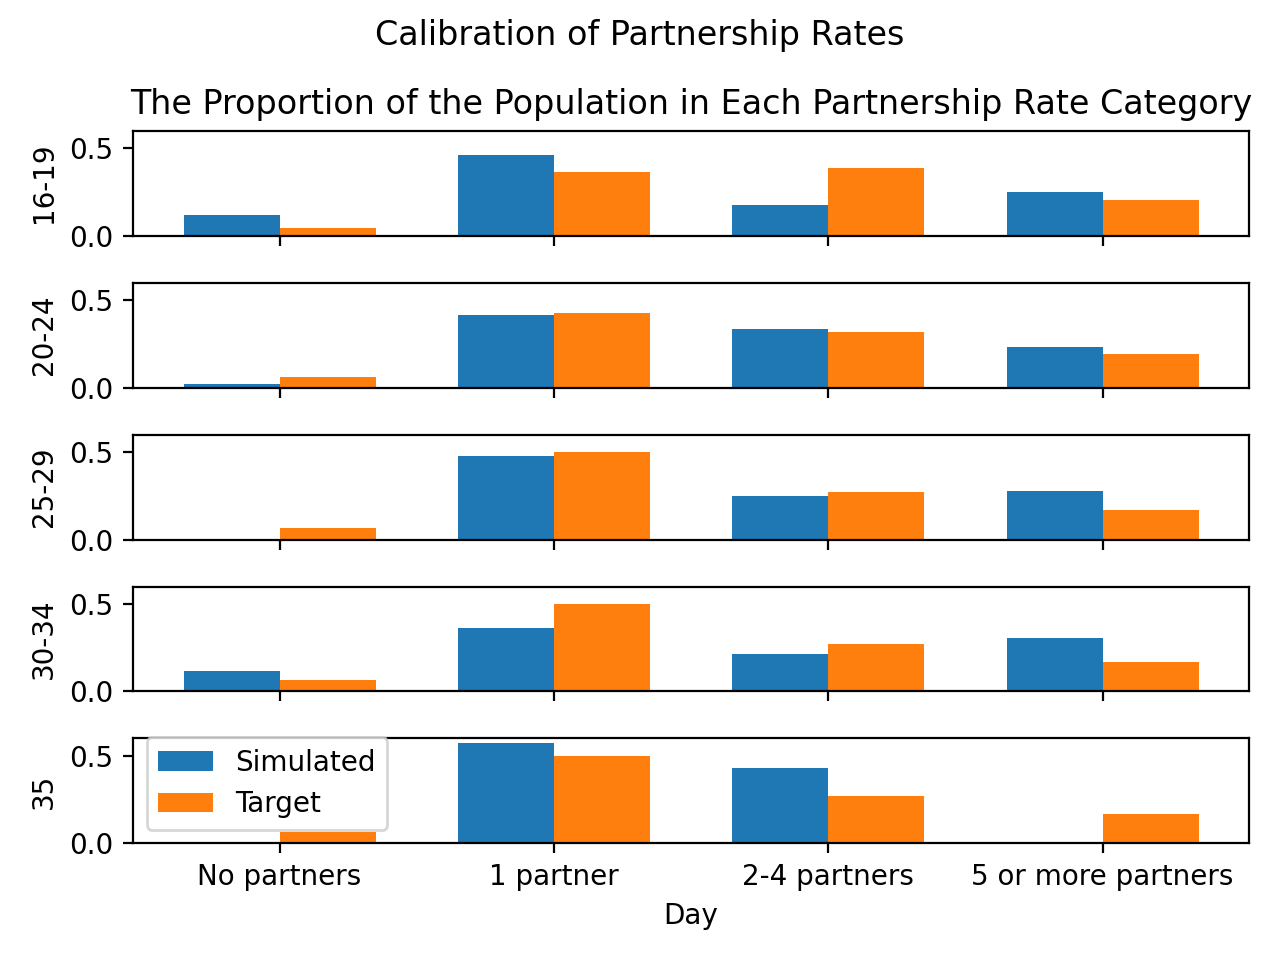 Calibration of Partnership Rates
The Proportion of the Population in Each Partnership Rate Category
0.5
0.0
16-19
0.5
0.0
20-24
0.5
0.0
25-29
0.5
0.0
30-34
0.5
0.0
35
Simulated
Target
No partners
1 partner
2-4 partners
5 or more partners
Day